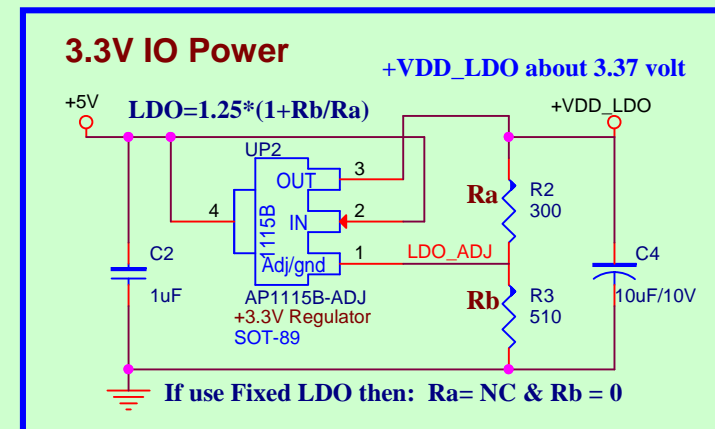 3.3V IO Power
+VDD_LDO about 3.37 volt
+5V
LDO=1.25*(1+Rb/Ra)
+VDD_LDO
UP2
OUT
3
Ra
R2
300
4
1115B
IN
2
C2
1uF
Adj/gnd
1
LDO_ADJ
C4
10uF/10V
AP1115B-ADJ
+3.3V Regulator
SOT-89
Rb
R3
510
If use Fixed LDO then: Ra= NC & Rb = 0